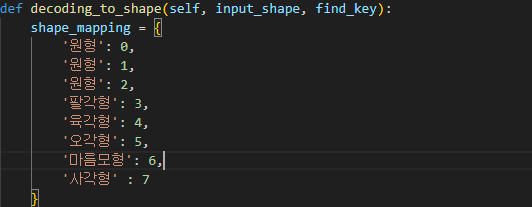 def decoding_to_shape(self, input_shape, find_key):
    shape_mapping = {
        '원형': 0,
        '원형': 1,
        '원형': 2,
        '팔각형': 3,
        '육각형': 4,
        '오각형': 5,
        '마름모형': 6,
        '사각형' : 7
    }